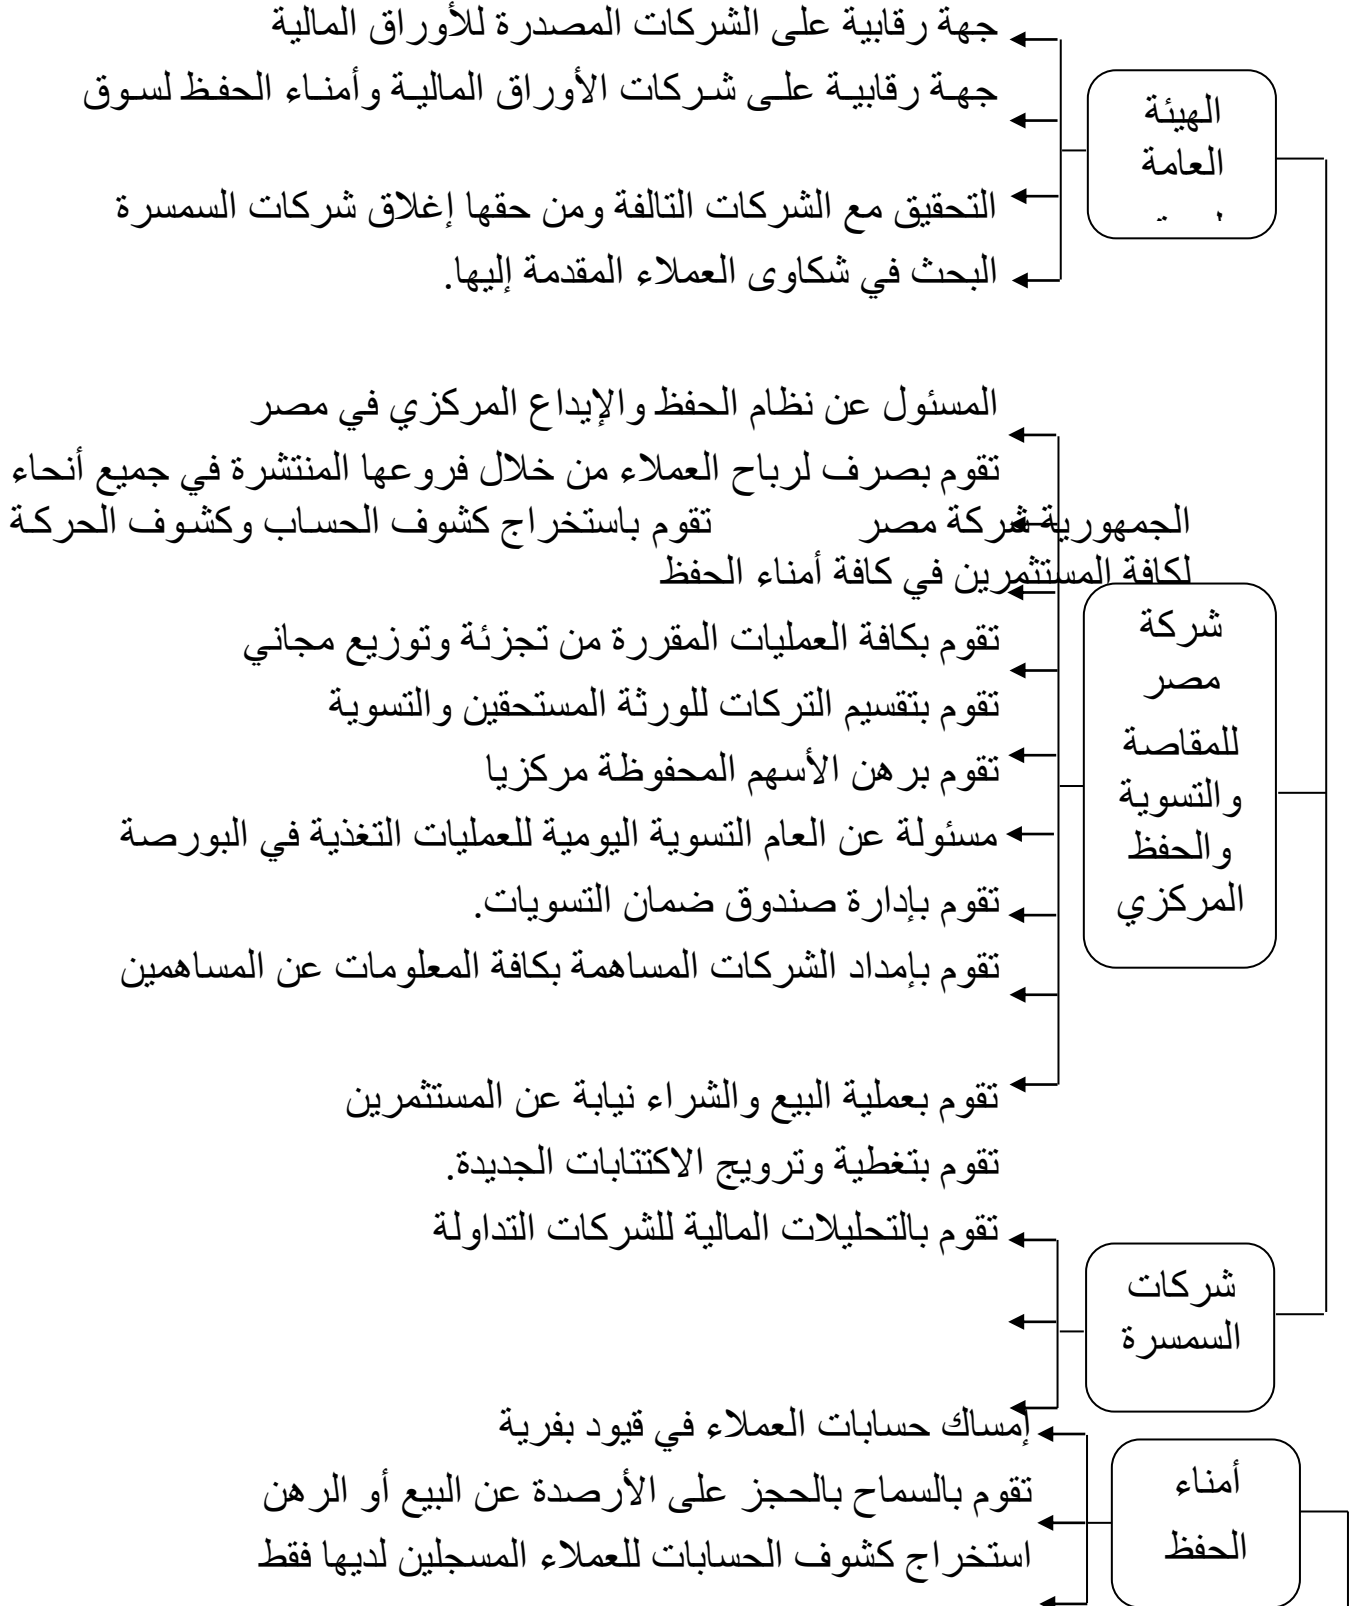 جهة رقابية على الشركات المصدرة للأوراق المالية
جهة رقابية على شركات الأوراق المالية وأمناء الحفظ لسوق
الهيئة
العامة
التحقيق مع الشركات التالفة ومن حقها إغلاق شركات السمسرة
البحث في شكاوى العملاء المقدمة إليها.
المسئول عن نظام الحفظ والإيداع المركزي في مصر
تقوم بصرف لرباح العملاء من خلال فروعها المنتشرة في جميع أنحاء
الجمهورية شركة مصر تقوم باستخراج كشوف الحساب وكشوف الحركة
لكافة المستثمرين في كافة أمناء الحفظ
شركة
مصر
للمقاصة
والتسوية
والحفظ
المركزي
تقوم بكافة العمليات المقررة من تجزئة وتوزيع مجاني
تقوم بتقسيم التركات للورثة المستحقين والتسوية
تقوم برهن الأسهم المحفوظة مركزيا
مسئولة عن العام التسوية اليومية للعمليات التغذية في البورصة
تقوم بإدارة صندوق ضمان التسويات.
تقوم بإمداد الشركات المساهمة بكافة المعلومات عن المساهمين
تقوم بعملية البيع والشراء نيابة عن المستثمرين
تقوم بتغطية وترويج الاكتتابات الجديدة.
تقوم بالتحليلات المالية للشركات التداولة
شركات
السمسرة
إمساك حسابات العملاء في قيود بفرية
تقوم بالسماح بالحجز على الأرصدة عن البيع أو الرهن
استخراج كشوف الحسابات للعملاء المسجلين لديها فقط
أمناء
الحفظ